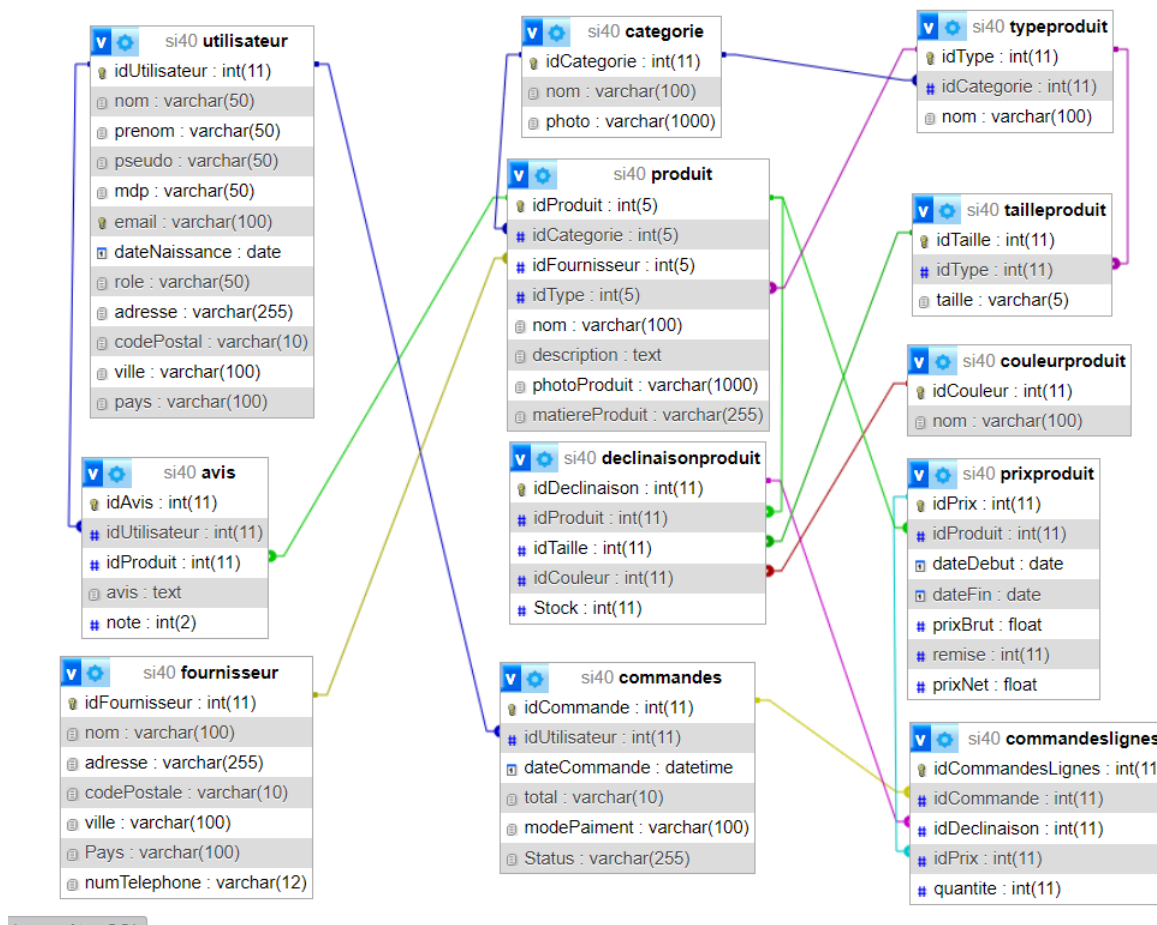 si40 utilisateur
idUtilisateur : int(11)
nom : varchar(50)
prenom : varchar(50)
pseudo : varchar(50)
mdp : varchar(50)
email : varchar(100)
dateNaissance : date
role : varchar(50)
adresse : varchar(255)
codePostal : varchar(10)
ville : varchar(100)
pays : varchar(100)
si40 avis
idAvis : int(11)
idUtilisateur : int(11)
idProduit : int(11)
avis : text
note : int(2)
si40 fournisseur
idFournisseur : int(11)
nom : varchar(100)
adresse : varchar(255)
codePostale : varchar(10)
ville : varchar(100)
Pays : varchar(100)
numTelephone : varchar(12)
si40 categorie
idCategorie : int(11)
nom : varchar(100)
photo : varchar(1000)
si40 produit
idProduit : int(5)
idCategorie : int(5)
idFournisseur : int(5)
idType : int(5)
nom : varchar(100)
description : text
photoProduit : varchar(1000)
matiereProduit : varchar(255)
si40 declinaisonproduit
idDeclinaison : int(11)
idProduit : int(11)
idTaille : int(11)
idCouleur : int(11)
Stock : int(11)
si40 commandes
idCommande : int(11)
idUtilisateur : int(11)
dateCommande : datetime
total : varchar(10)
modePaiment : varchar(100)
Status : varchar(255)
si40 typeproduit
idType : int(11)
idCategorie : int(11)
nom : varchar(100)
si40 tailleproduit
idTaille : int(11)
idType : int(11)
taille : varchar(5)
si40 couleurproduit
idCouleur : int(11)
nom : varchar(100)
si40 prixproduit
idPrix : int(11)
idProduit : int(11)
dateDebut : date
dateFin : date
prixBrut : float
remise : int(11)
prixNet : float
si40 commandeslignes
idCommandesLignes : int(11
idCommande : int(11)
idDeclinaison : int(11)
idPrix : int(11)
quantite : int(11)